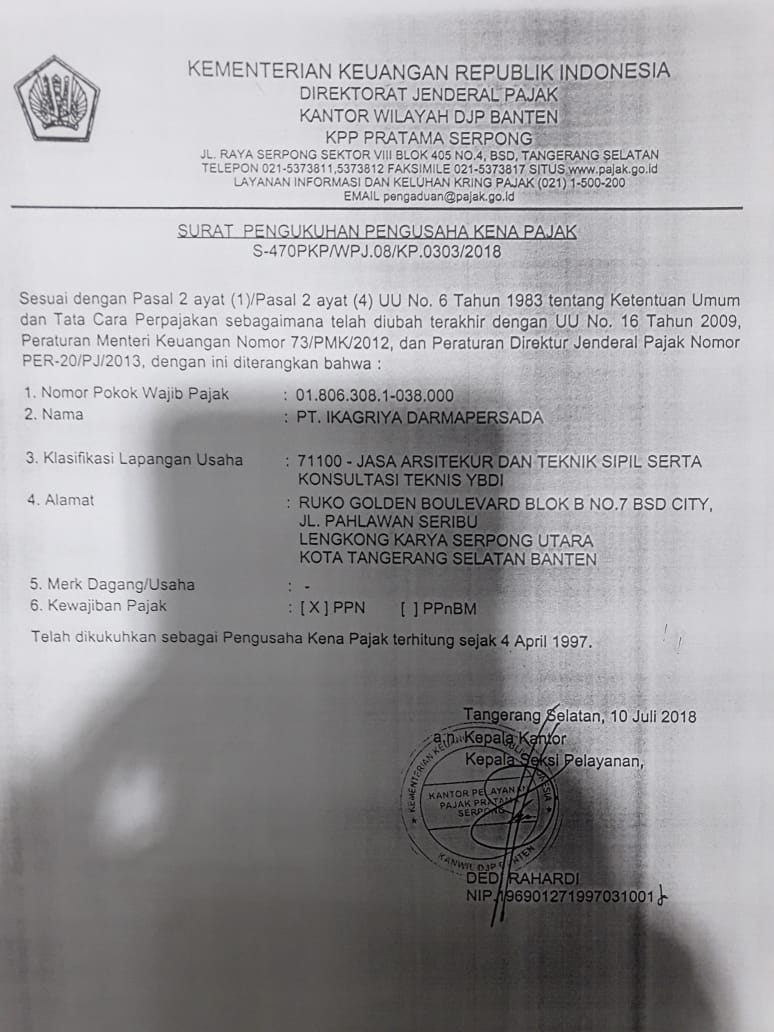 KEMENTERIAN KEUANGAN REPUBLIK INDONESIA
DIREKTORAT JENDERAL PAJAK
KANTOR WILAYAH DJP BANTEN
KPP PRATAMA SERPONG
JL. RAYA SERPONG SEKTOR VIII BLOK 405 NO.4, BSD, TANGERANG SELATAN
TELEPON 021-5373811,5373812 FAKSIMILE 021-5373817 SITUS www.pajak.go.id
LAYANAN INFORMASI DAN KELUHAN KRING PAJAK (021) 1-500-200
EMAIL pengaduan@pajak.go.id
SURAT PENGUKUHAN PENGUSAHA KENA PAJAK
S-470PKP/WPJ.08/KP.0303/2018
Sesuai dengan Pasal 2 ayat (1)/Pasal 2 ayat (4) UU No. 6 Tahun 1983 tentang Ketentuan Umum
dan Tata Cara Perpajakan sebagaimana telah diubah terakhir dengan UU No. 16 Tahun 2009,
Peraturan Menteri Keuangan Nomor 73/PMK/2012, dan Peraturan Direktur Jenderal Pajak Nomor
PER-20/PJ/2013, dengan ini diterangkan bahwa :
1. Nomor Pokok Wajib Pajak : 01.806.308.1-038.000
2. Nama : PT. IKAGRIYA DARMAPERSADA
3. Klasifikasi Lapangan Usaha : 71100 - JASA ARSITEKUR DAN TEKNIK SIPIL SERTA
KONSULTASI TEKNIS YBDI
4. Alamat : RUKO GOLDEN BOULEVARD BLOK B NO.7 BSD CITY,
JL. PAHLAWAN SERIBU
LENGKONG KARYA SERPONG UTARA
KOTA TANGERANG SELATAN BANTEN
5. Merk Dagang/Usaha : -
6. Kewajiban Pajak : [ X ] PPN [ ] PPnBM
Telah dikukuhkan sebagai Pengusaha Kena Pajak terhitung sejak 4 April 1997.
Tangerang Selatan, 10 Juli 2018
a.n. Kepala Kantor
Kepala Seksi Pelayanan,
KANTOR PELAYANAN
PAJAK PRATAMA
SERPONG
KANWIL DJP BANTEN
DEDI RAHARDI
NIP.196901271997031001